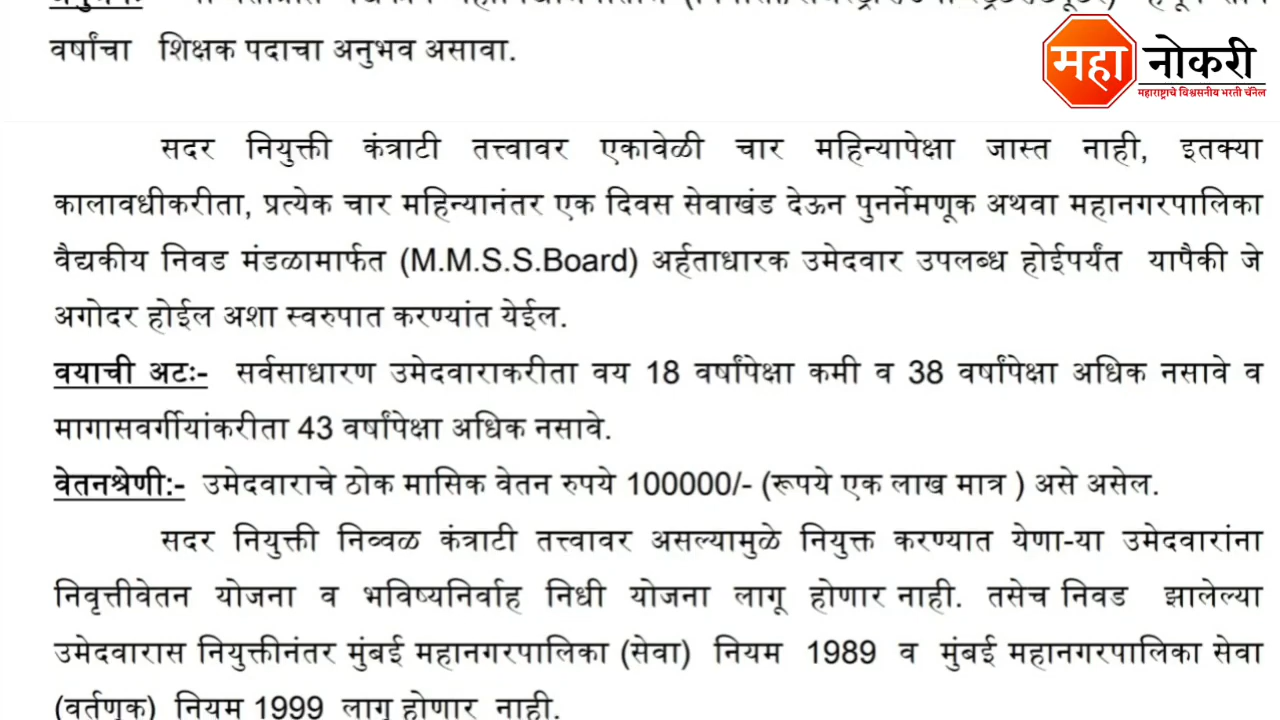 वर्षांचा शिक्षक पदाचा अनुभव असावा.
महा नोकरी
महाराष्ट्राचे विश्वसनीय भरती चॅनेल
सदर नियुक्ती कंत्राटी तत्त्वावर एकावेळी चार महिन्यापेक्षा जास्त नाही, इतक्या
कालावधीकरीता, प्रत्येक चार महिन्यानंतर एक दिवस सेवाखंड देऊन पुनर्नेमणूक अथवा महानगरपालिका
वैद्यकीय निवड मंडळामार्फत (M.M.S.S.Board) अर्हताधारक उमेदवार उपलब्ध होईपर्यंत यापैकी जे
अगोदर होईल अशा स्वरुपात करण्यांत येईल.
वयाची अटः- सर्वसाधारण उमेदवाराकरीता वय 18 वर्षांपेक्षा कमी व 38 वर्षांपेक्षा अधिक नसावे व
मागासवर्गीयांकरीता 43 वर्षांपेक्षा अधिक नसावे.
वेतनश्रेणी:- उमेदवाराचे ठोक मासिक वेतन रुपये 100000/- (रूपये एक लाख मात्र ) असे असेल.
सदर नियुक्ती निव्वळ कंत्राटी तत्त्वावर असल्यामुळे नियुक्त करण्यात येणा-या उमेदवारांना
निवृत्तीवेतन योजना व भविष्यनिर्वाह निधी योजना लागू होणार नाही. तसेच निवड झालेल्या
उमेदवारास नियुक्तीनंतर मुंबई महानगरपालिका (सेवा) नियम 1989 व मुंबई महानगरपालिका सेवा
(वर्तणूक) नियम 1999 लागू होणार नाही.